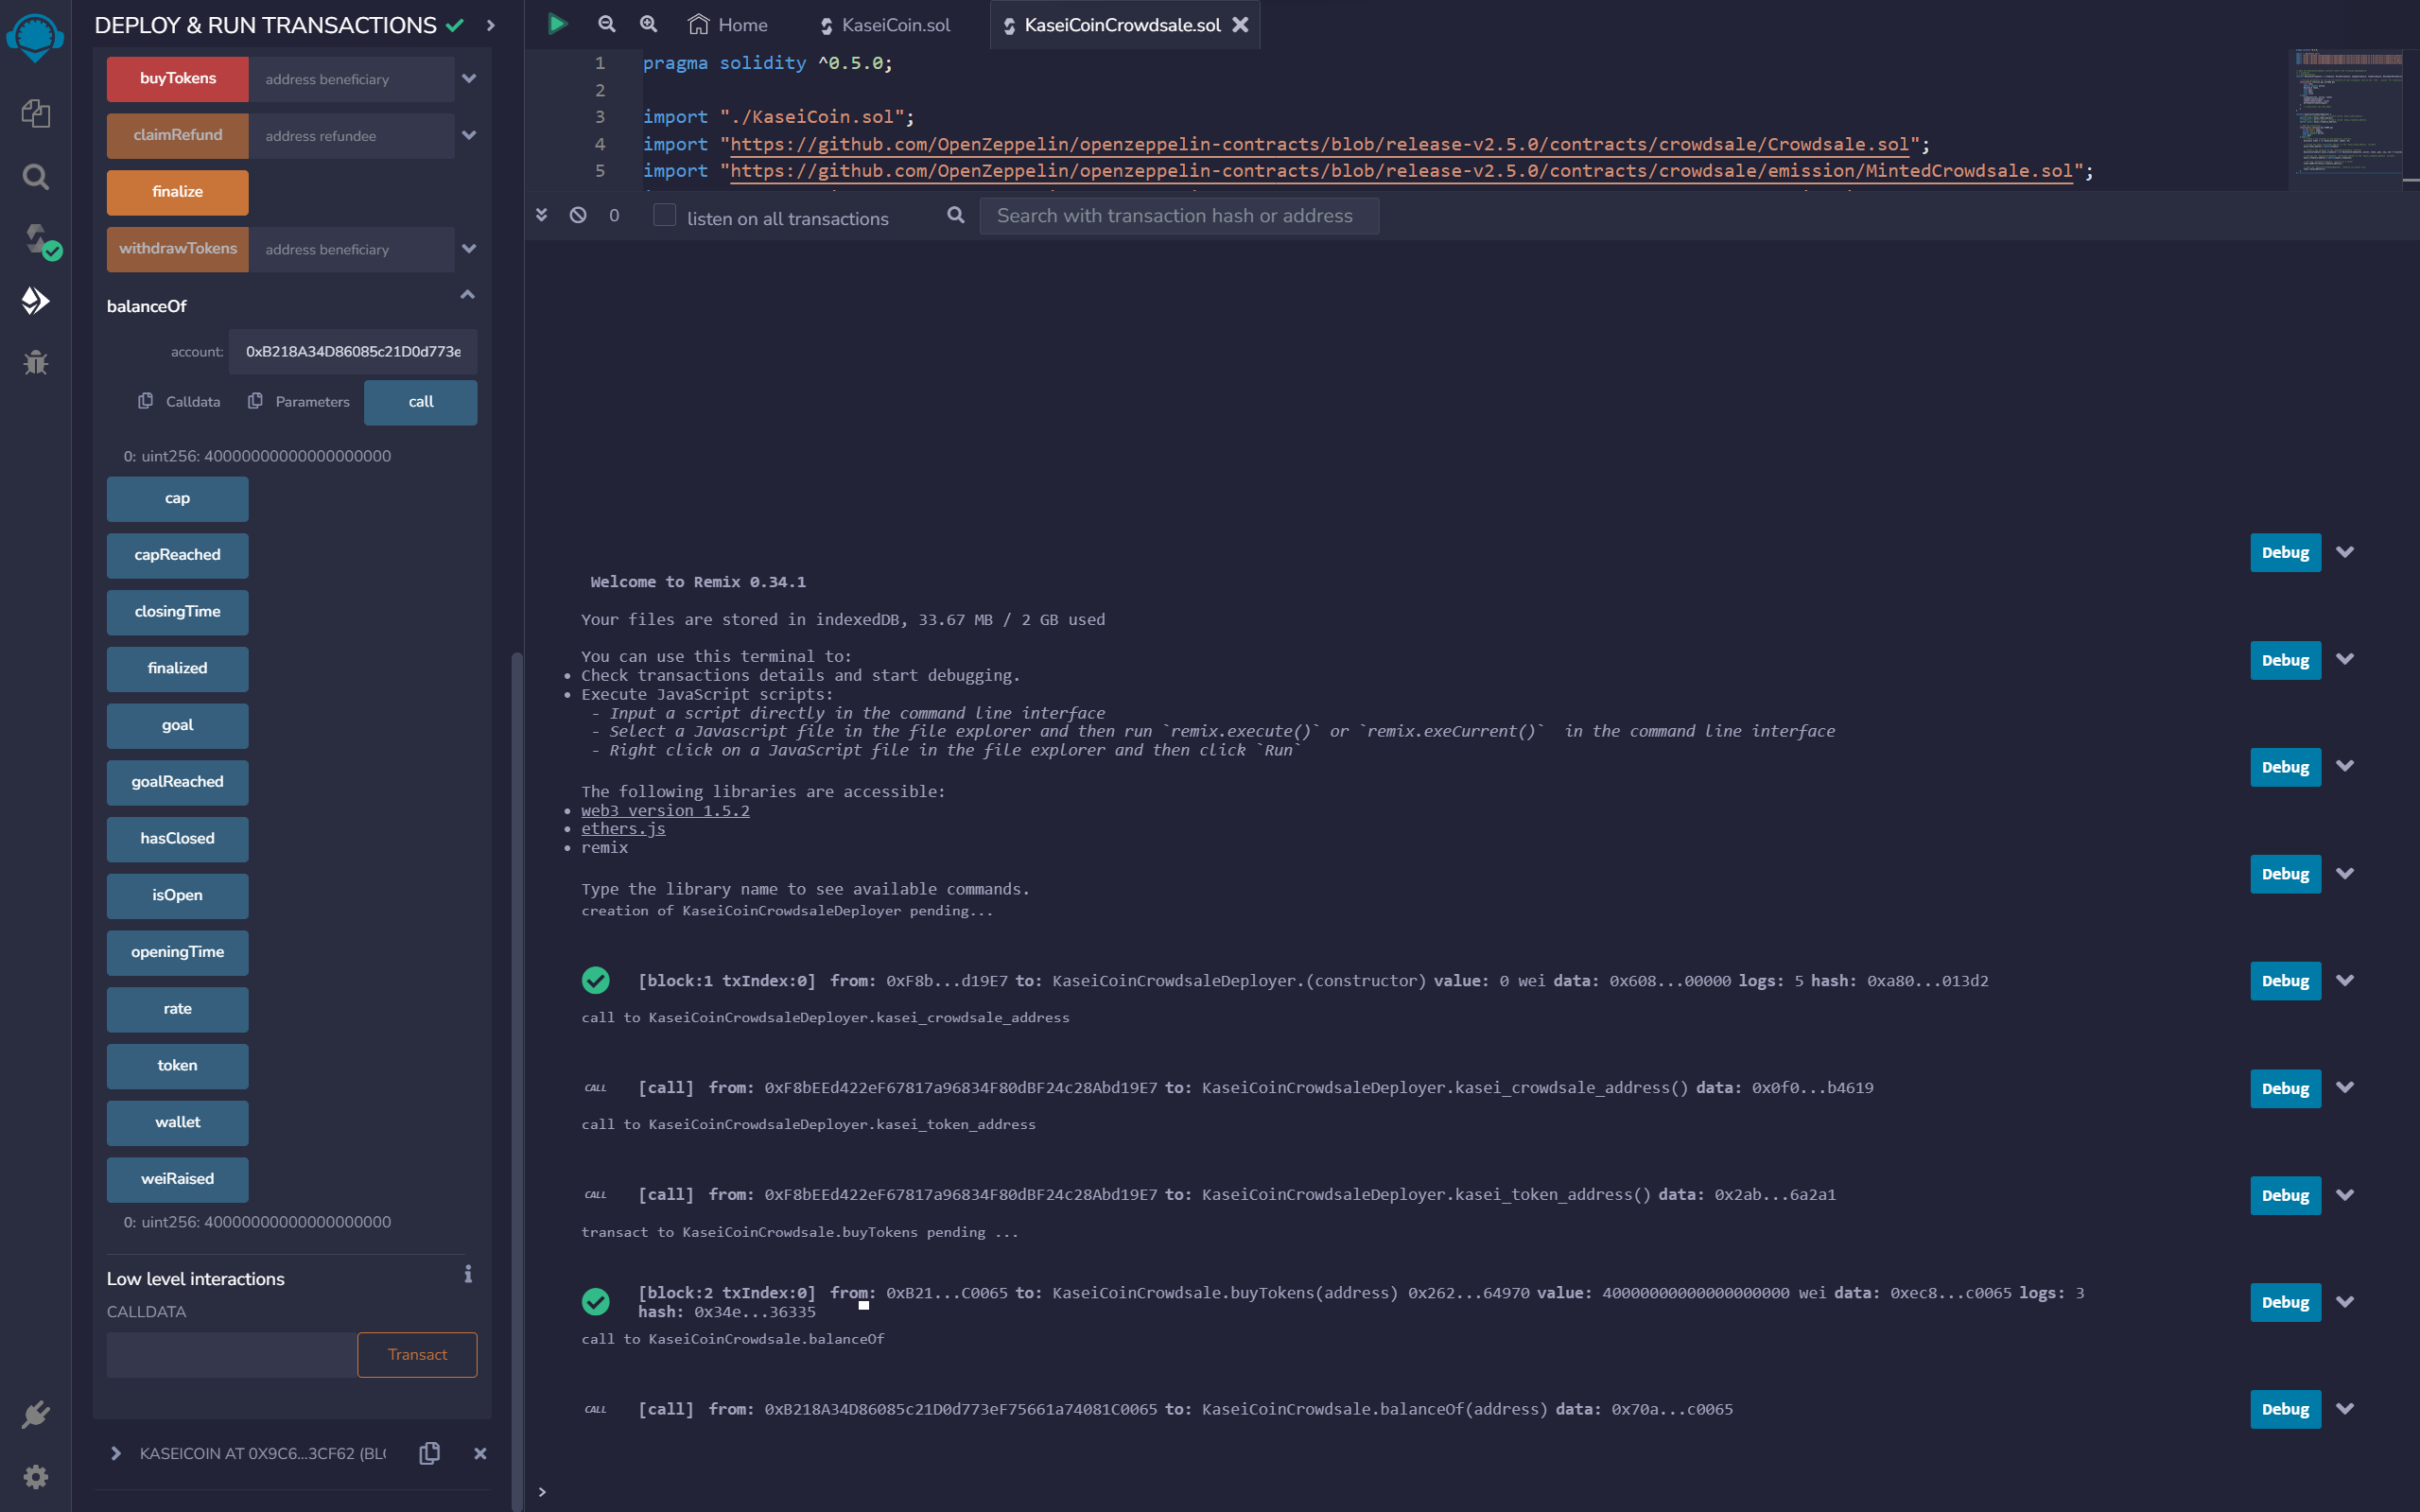 DEPLOY & RUN TRANSACTIONS
buyTokens address beneficiary
claimRefund address refundee
finalize
withdrawTokens address beneficiary
balanceOf
account: 0xB218A34D86085c21D0d773e
Calldata Parameters call
0: uint256: 40000000000000000000
cap
capReached
closingTime
finalized
goal
goalReached
hasClosed
isOpen
openingTime
rate
token
wallet
weiRaised
0: uint256: 40000000000000000000
Low level interactions
CALLDATA
Transact
KASEICOIN AT 0X9C6...3CF62 (BLO
Home KaseiCoin.sol KaseiCoinCrowdsale.sol
1 pragma solidity ^0.5.0;
2
3 import "./KaseiCoin.sol";
4 import "https://github.com/OpenZeppelin/openzeppelin-contracts/blob/release-v2.5.0/contracts/crowdsale/Crowdsale.sol";
5 import "https://github.com/OpenZeppelin/openzeppelin-contracts/blob/release-v2.5.0/contracts/crowdsale/emission/MintedCrowdsale.sol";
0 listen on all transactions Search with transaction hash or address
Debug
Welcome to Remix 0.34.1
Your files are stored in indexedDB, 33.67 MB / 2 GB used
Debug
You can use this terminal to:
• Check transactions details and start debugging.
• Execute JavaScript scripts:
- Input a script directly in the command line interface
- Select a Javascript file in the file explorer and then run `remix.execute()` or `remix.exeCurrent()` in the command line interface
- Right click on a JavaScript file in the file explorer and then click `Run`
Debug
The following libraries are accessible:
• web3 version 1.5.2
• ethers.js
• remix
Debug
Type the library name to see available commands.
creation of KaseiCoinCrowdsaleDeployer pending...
[block:1 txIndex:0] from: 0xF8b...d19E7 to: KaseiCoinCrowdsaleDeployer.(constructor) value: 0 wei data: 0x608...00000 logs: 5 hash: 0xa80...013d2 Debug
call to KaseiCoinCrowdsaleDeployer.kasei_crowdsale_address
CALL [call] from: 0xF8bEEd422eF67817a96834F80dBF24c28Abd19E7 to: KaseiCoinCrowdsaleDeployer.kasei_crowdsale_address() data: 0x0f0...b4619 Debug
call to KaseiCoinCrowdsaleDeployer.kasei_token_address
CALL [call] from: 0xF8bEEd422eF67817a96834F80dBF24c28Abd19E7 to: KaseiCoinCrowdsaleDeployer.kasei_token_address() data: 0x2ab...6a2a1 Debug
transact to KaseiCoinCrowdsale.buyTokens pending ...
[block:2 txIndex:0] from: 0xB21...C0065 to: KaseiCoinCrowdsale.buyTokens(address) 0x262...64970 value: 40000000000000000000 wei data: 0xec8...c0065 logs: 3 Debug
hash: 0x34e...36335
call to KaseiCoinCrowdsale.balanceOf
CALL [call] from: 0xB218A34D86085c21D0d773eF75661a74081C0065 to: KaseiCoinCrowdsale.balanceOf(address) data: 0x70a...c0065 Debug
>